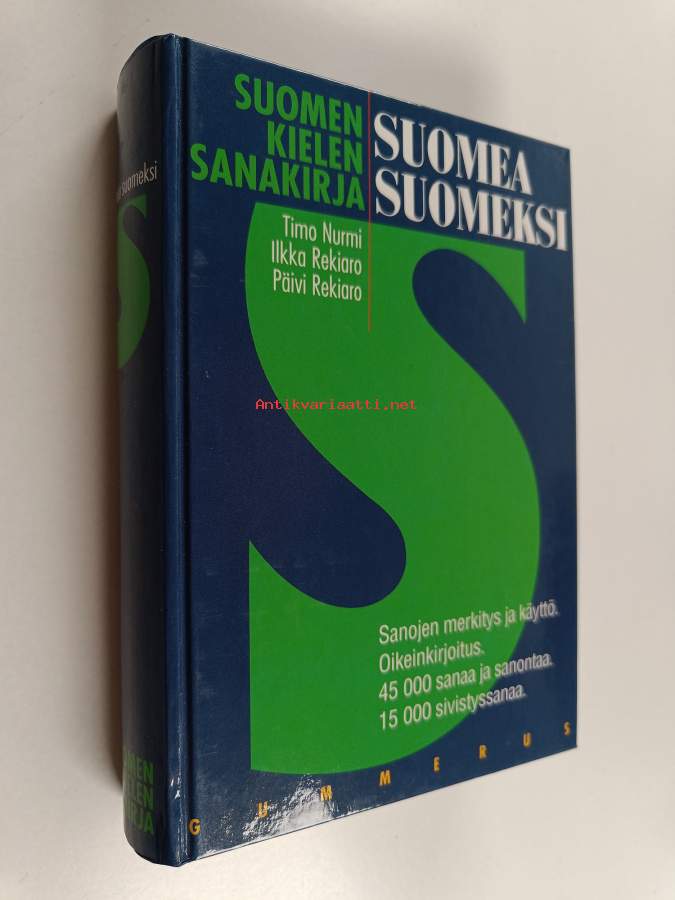 SUOMEN
KIELEN
SANAKIRJA
SUOMEA
SUOMEKSI
Timo Nurmi
Ilkka Rekiaro
Päivi Rekiaro
Antikvariaatti.net
Sanojen merkitys ja käyttö.
Oikeinkirjoitus.
45 000 sanaa ja sanontaa.
15 000 sivistyssanaa.
GUMMERUS
suomeksi
S